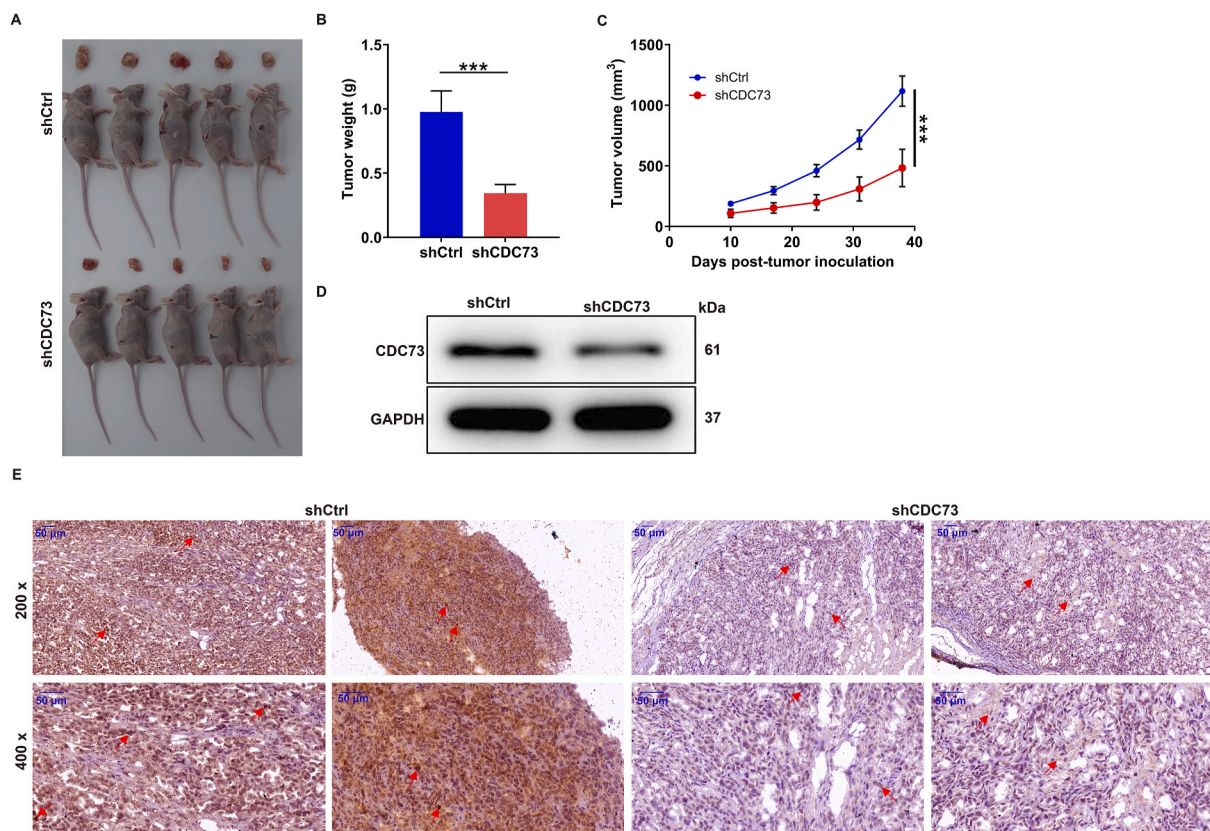 A
shCtrl
shCDC73
B
Tumor weight (g)
1.5
1.0
0.5
0.0
***
shCtrl shCDC73
C
Tumor volume (mm³)
1500
1000
500
0
shCtrl
shCDC73
***
0 10 20 30 40
Days post-tumor inoculation
D
shCtrl shCDC73 kDa
CDC73 61
GAPDH 37
E
shCtrl shCDC73
200 x
50 µm 50 µm 50 µm 50 µm
400 x
50 µm 50 µm 50 µm 50 µm